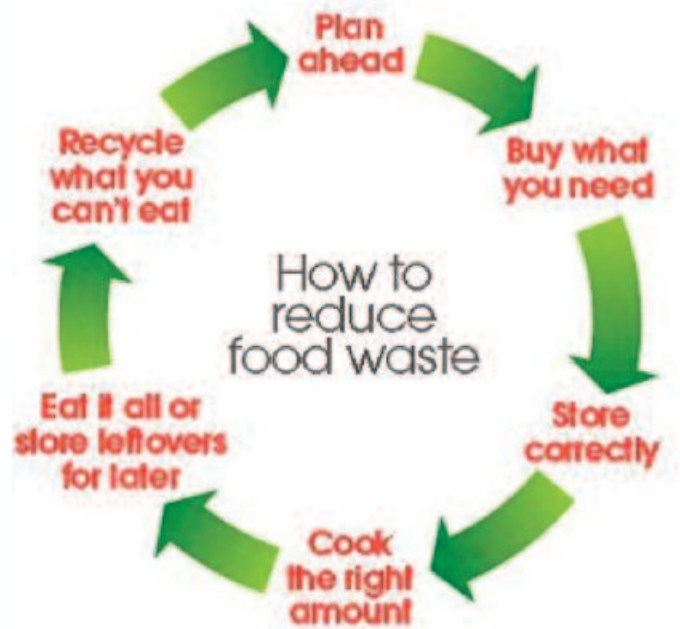 How to
reduce
food waste
Plan
ahead
Buy what
you need
Store
correctly
Cook
the right
amount
Eat it all or
store leftovers
for later
Recycle
what you
can't eat